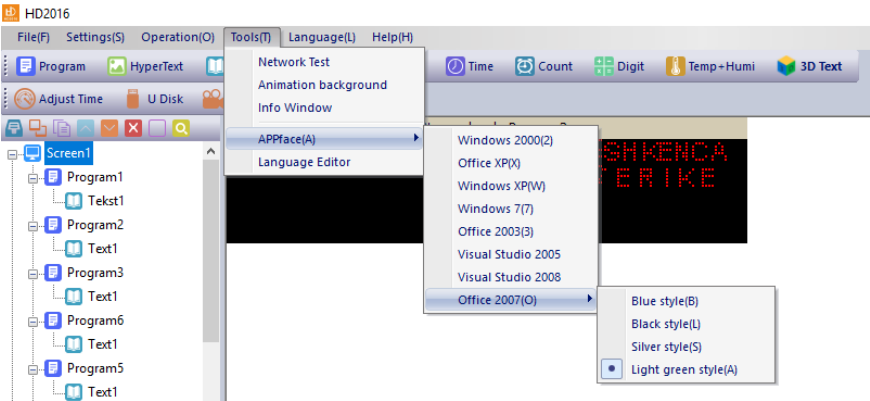 HD2016
File(F) Settings(S) Operation(O) Tools(T) Language(L) Help(H)
Program HyperText Time Count Digit Temp+Humi 3D Text
Adjust Time U Disk
Network Test
Animation background
Info Window
APPface(A)
Language Editor
Windows 2000(2)
Office XP(X)
Windows XP(W)
Windows 7(7)
Office 2003(3)
Visual Studio 2005
Visual Studio 2008
Office 2007(O)
Blue style(B)
Black style(L)
Silver style(S)
Light green style(A)
Screen1
Program1
Tekst1
Program2
Text1
Program3
Text1
Program6
Text1
Program5
Text1
SHKENCA
TERIKE